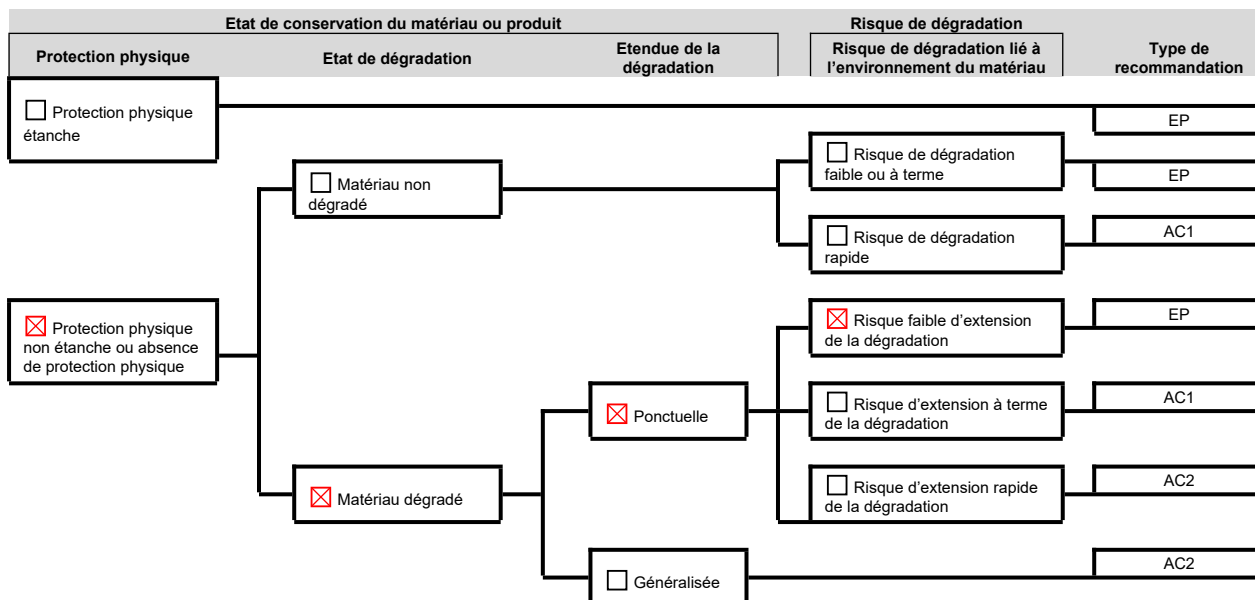 Etat de conservation du matériau ou produit
Risque de dégradation
Protection physique
Etat de dégradation
Etendue de la
dégradation
Risque de dégradation lié à
l'environnement du matériau
Type de
recommandation
Protection physique
étanche
EP
Matériau non
dégradé
Risque de dégradation
faible ou à terme
EP
Risque de dégradation
rapide
AC1
Protection physique
non étanche ou absence
de protection physique
Risque faible d'extension
de la dégradation
EP
Ponctuelle
Risque d'extension à terme
de la dégradation
AC1
Matériau dégradé
Risque d'extension rapide
de la dégradation
AC2
Généralisée
AC2